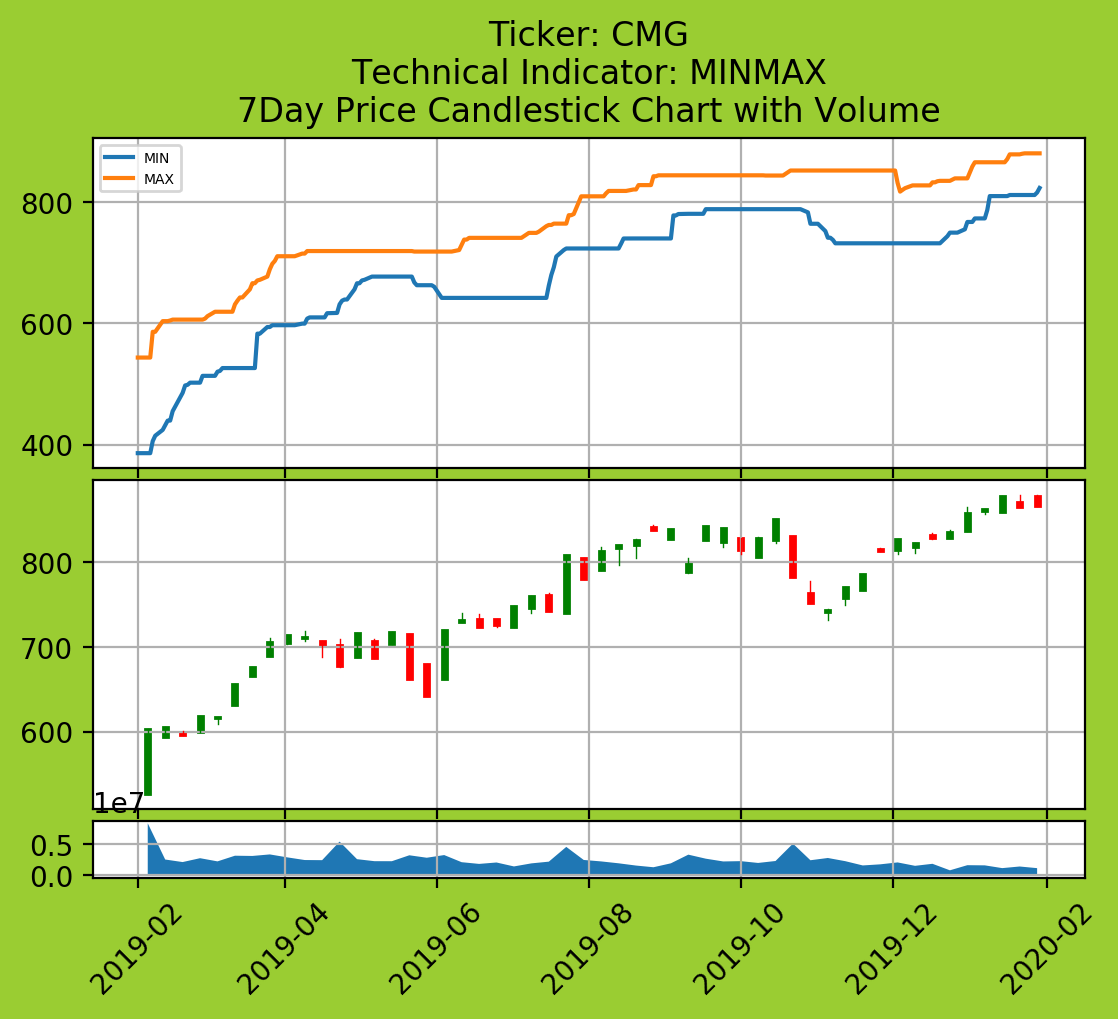 Ticker: CMG
Technical Indicator: MINMAX
7Day Price Candlestick Chart with Volume
MIN
MAX
800
600
400
800
700
600
1e7
0.5
0.0
2019-02
2019-04
2019-06
2019-08
2019-10
2019-12
2020-02